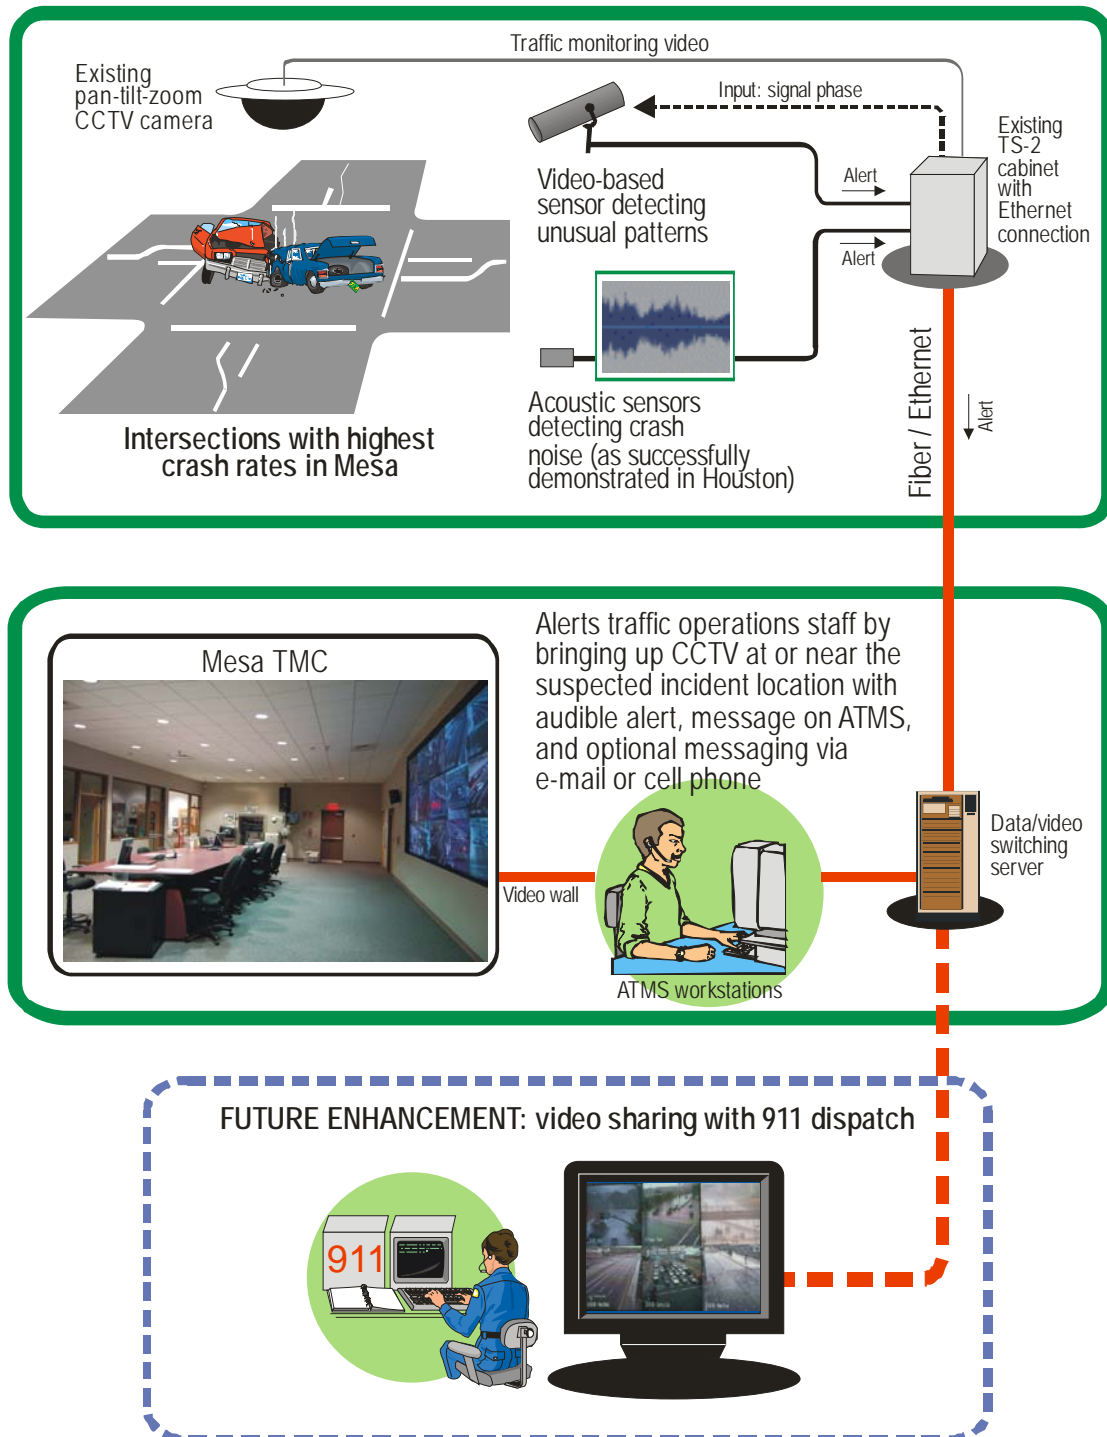 Traffic monitoring video
Existing
pan-tilt-zoom
CCTV camera
Input: signal phase
Existing
TS-2
cabinet
with
Ethernet
connection
Alert
Video-based
sensor detecting
unusual patterns
Alert
Acoustic sensors
detecting crash
noise (as successfully
demonstrated in Houston)
Intersections with highest
crash rates in Mesa
Fiber / Ethernet
Alert
Mesa TMC
Alerts traffic operations staff by
bringing up CCTV at or near the
suspected incident location with
audible alert, message on ATMS,
and optional messaging via
e-mail or cell phone
Data/video
switching
server
Video wall
ATMS workstations
FUTURE ENHANCEMENT: video sharing with 911 dispatch
911